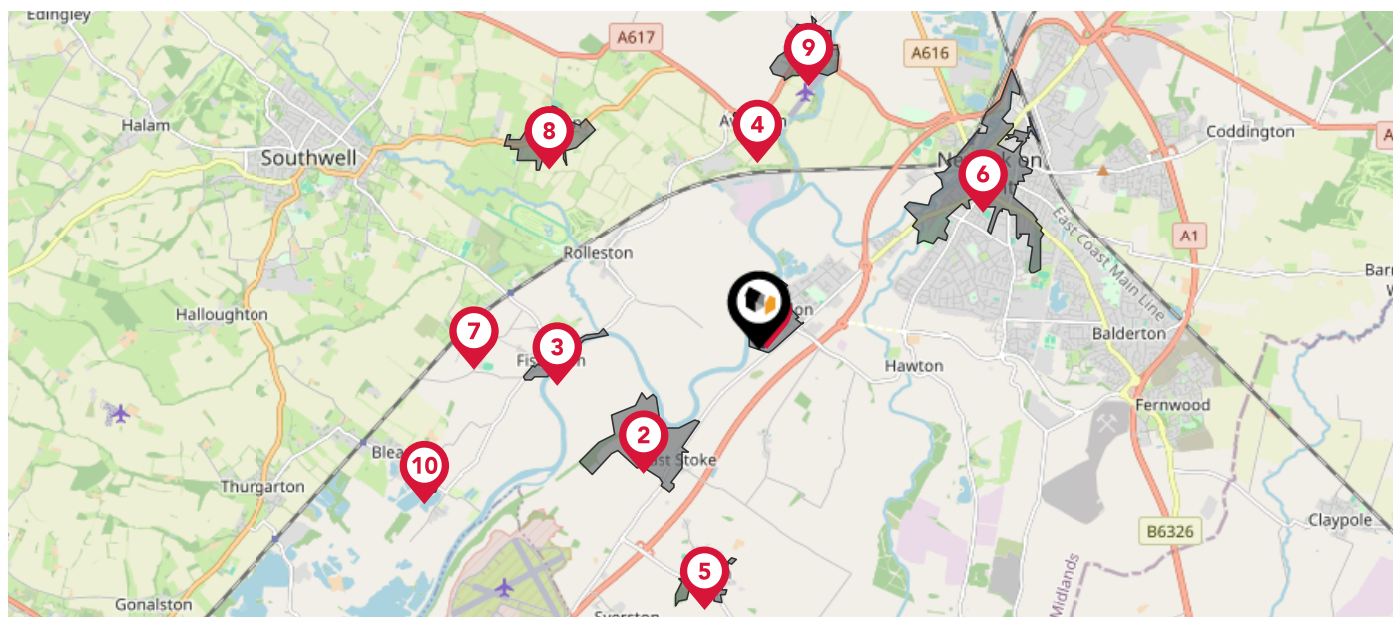 Edingley
A617
9
A616
Halam
8
4
Coddington
Southwell
6
A1
East Coast Main Line
Rolleston
Halloughton
7
3
Balderton
Hawton
Fernwood
2
10
Thurgarton
B6326
Claypole
5
Midlands
Gonalston